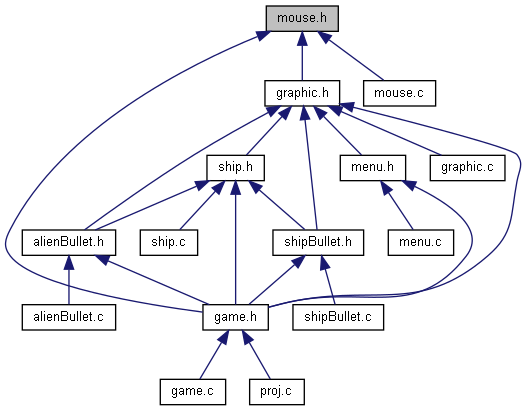 mouse.h
graphic.h
mouse.c
ship.h
menu.h
graphic.c
alienBullet.h
ship.c
shipBullet.h
menu.c
alienBullet.c
game.h
shipBullet.c
game.c
proj.c